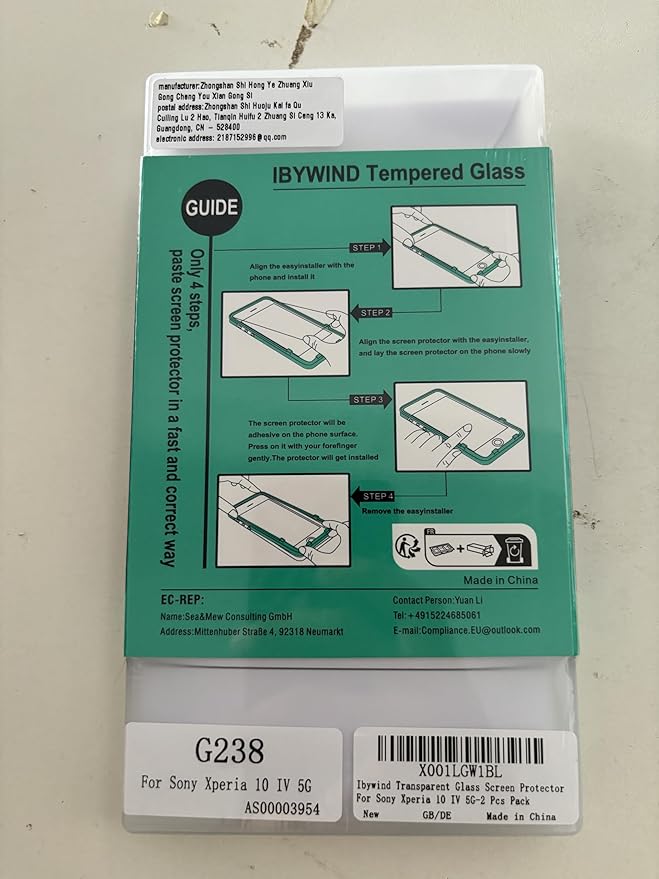 manufacturer:Zhongshan Shi Hong Ye Zhuang Xiu
Gong Cheng You Xian Gong Si
postal address:Zhongshan Shi Huoju Kai fa Qu
Cuiling Lu 2 Hao, Tianqin Huifu 2 Zhuang Si Ceng 13 Ka,
Guangdong, CN - 528400
electronic address: 2187152996@qq.com
IBYWIND Tempered Glass
GUIDE
Only 4 steps,
paste screen protector in a fast and correct way
STEP 1
Align the easyinstaller with the
phone and install it
STEP 2
Align the screen protector with the easyinstaller,
and lay the screen protector on the phone slowly
STEP 3
The screen protector will be
adhesive on the phone surface.
Press on it with your forefinger
gently.The protector will get installed
STEP 4
Remove the easyinstaller
FR
+
Made in China
EC-REP:
Name:Sea&Mew Consulting GmbH
Address:Mittenhuber Straße 4, 92318 Neumarkt
Contact Person:Yuan Li
Tel:+4915224685061
E-mail:Compliance.EU@outlook.com
G238
For Sony Xperia 10 IV 5G
AS00003954
X001LGW1BL
Ibywind Transparent Glass Screen Protector
For Sony Xperia 10 IV 5G-2 Pcs Pack
New GB/DE Made in China